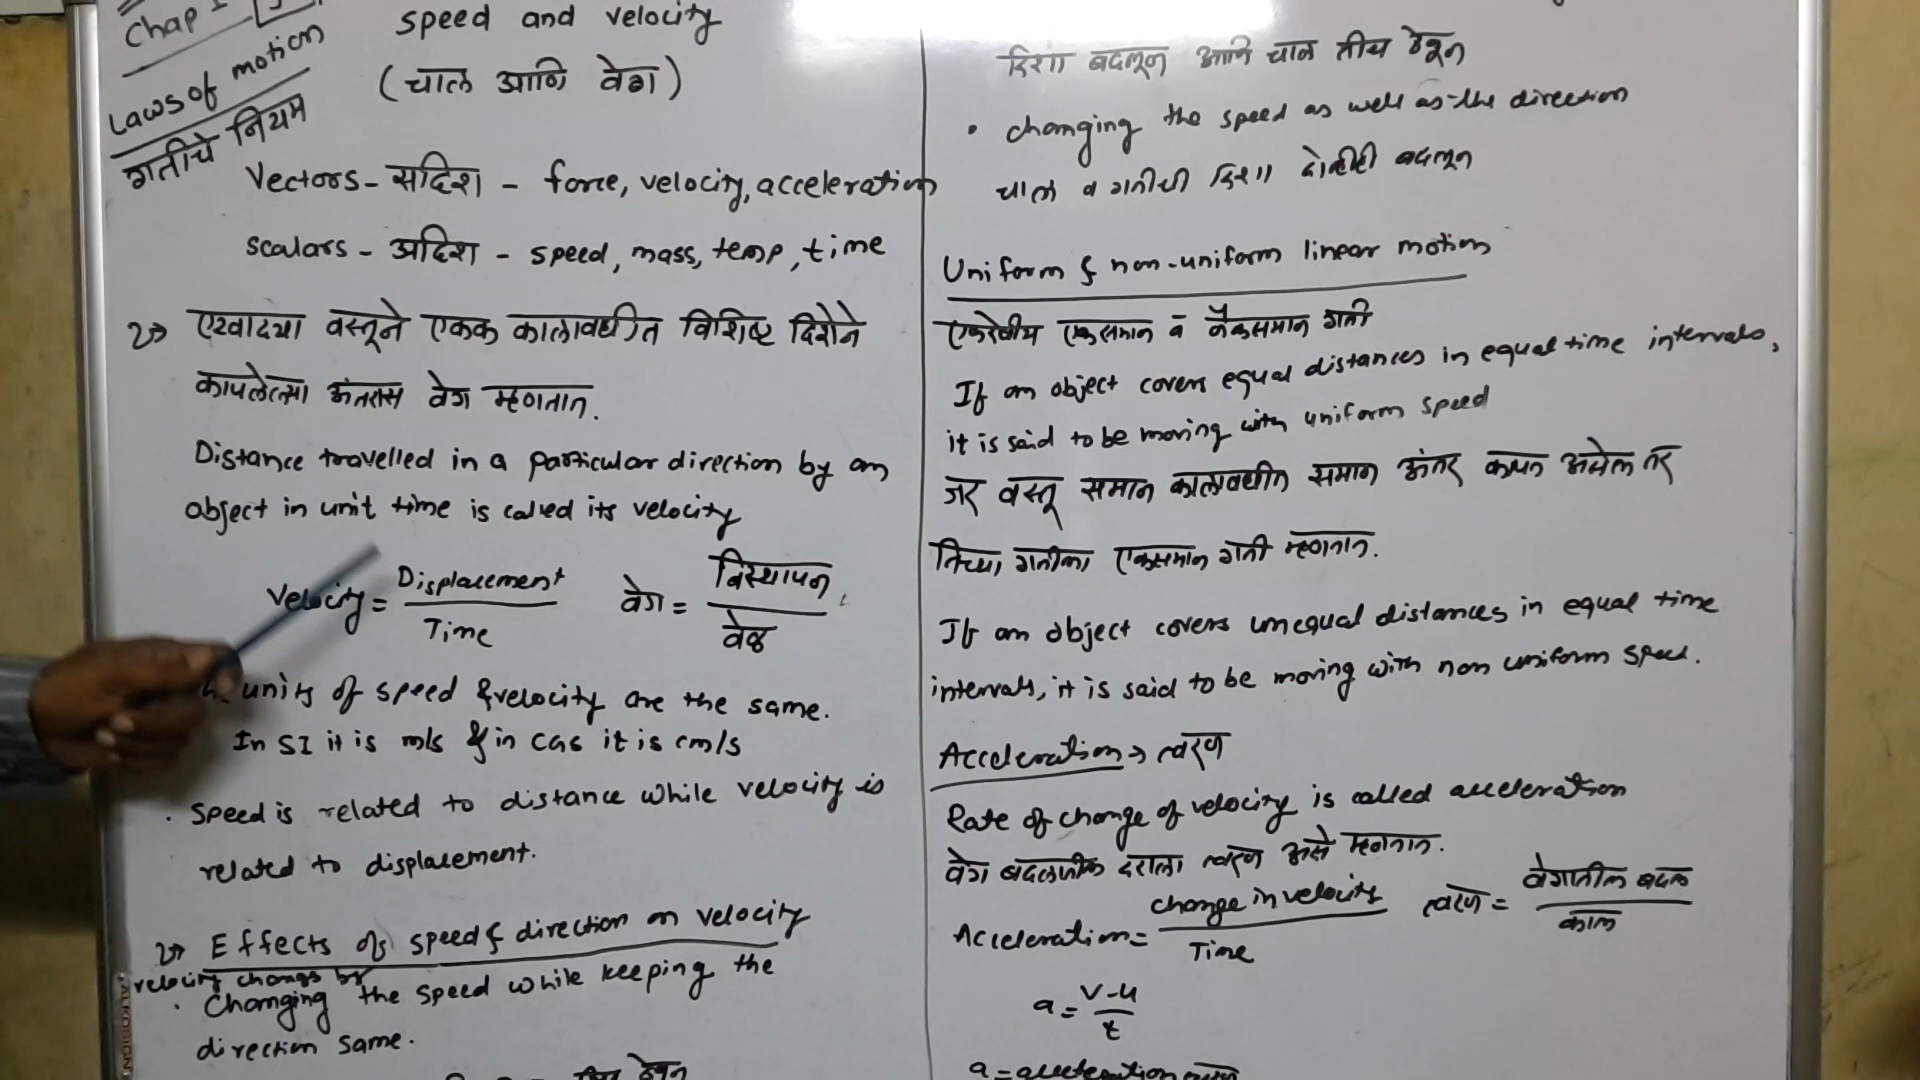 Chap
Laws of motion
गतीचे नियम
speed and velocity
(चाल आणि वेग)
Vectors - सदिश - force, velocity, acceleration
scalars - अदिश - speed, mass, temp, time
एखादया वस्तूने एकक कालावधीत विशिष्ट दिशेने
कापलेल्या अंतरास वेग म्हणतात.
Distance travelled in a particular direction by an
object in unit time is called its velocity
Velocity = Displacement / Time वेग = विस्थापन / वेळ
units of speed & velocity are the same.
In SI it is m/s & in CGS it is cm/s
. Speed is related to distance while velocity is
related to displacement.
Effects of speed & direction on velocity
velocity changs by
. Changing the speed while keeping the
direction same.
ठेवून
दिशा बदलून आणि चाल तीच ठेवून
• changing the speed as well as the direction
चाल व गतीची दिशा दोन्ही बदलून
Uniform & non-uniform linear motion
एकरेषीय एकसमान व नैकसमान गती
If an object covers equal distances in equal time intervals,
it is said to be moving with uniform speed
जर वस्तू समान कालावधीत समान अंतर कापत असेल तर
तिच्या गतीला एकसमान गती म्हणतात.
If an object covers unequal distances in equal time
intervals, it is said to be moving with non uniform speed.
Acceleration → त्वरण
Rate of change of velocity is called acceleration
वेग बदलाच्या दराला त्वरण असे म्हणतात.
Acceleration = change in velocity / Time त्वरण = वेगातील बदल / काल
a = v-u / t
a = acceleration त्वरण
ALKOSIGN